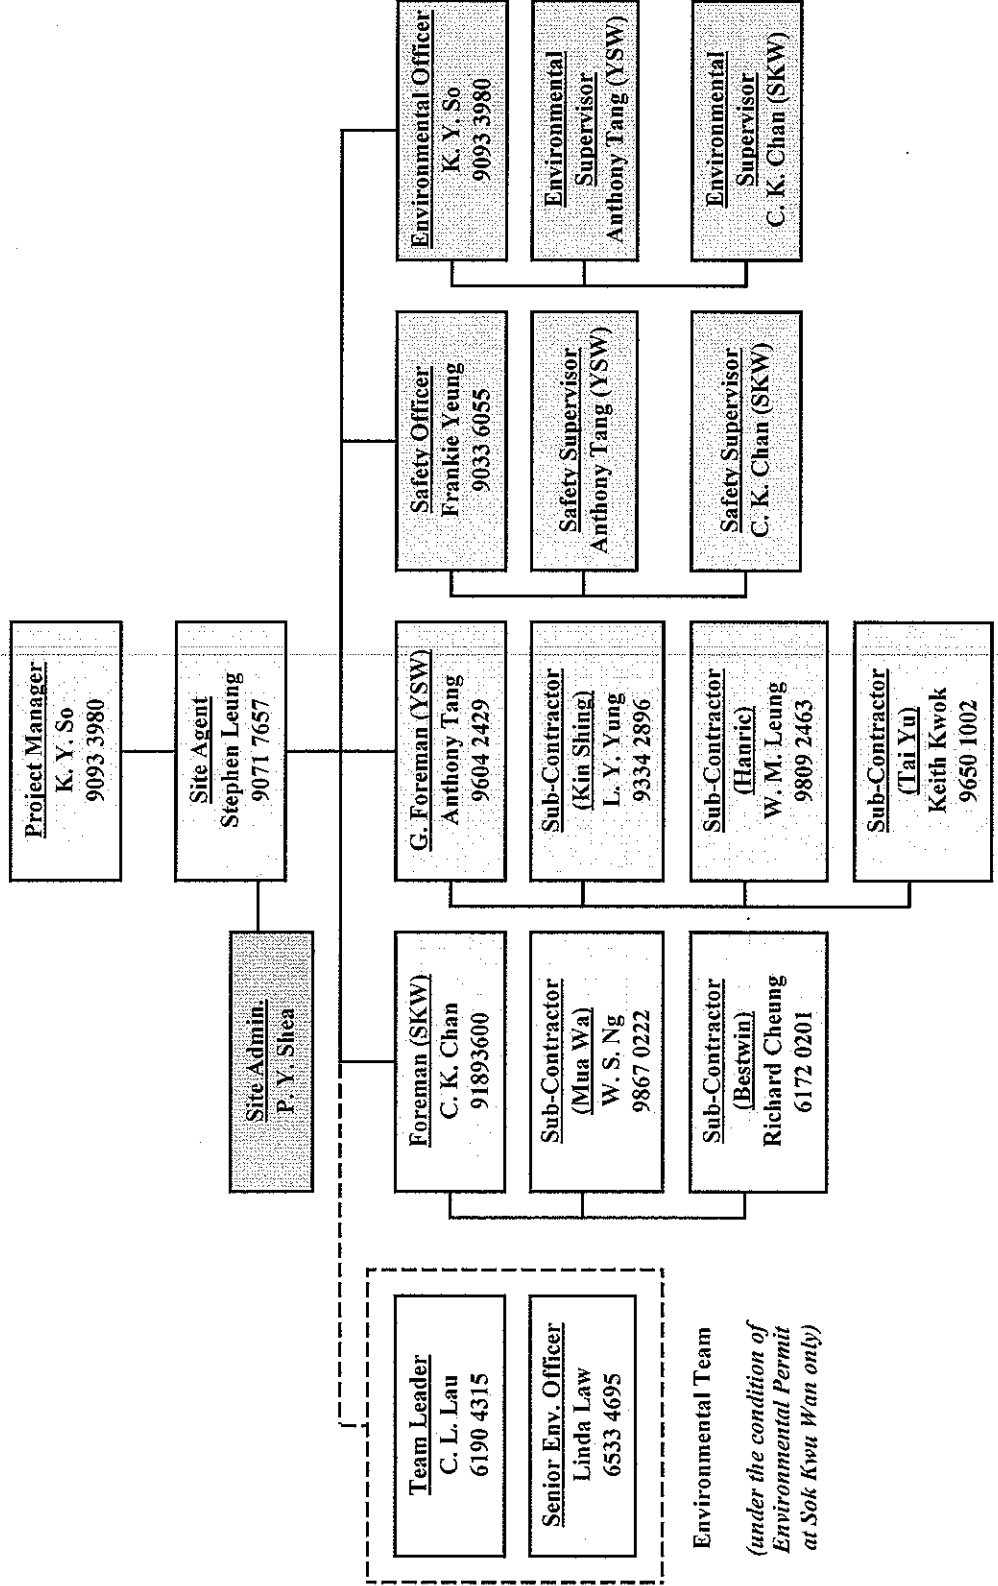 Project Manager
K. Y. So
9093 3980
Site Agent
Stephen Leung
9071 7657
Site Admin.
P. Y. Shea
Team Leader
C. L. Lau
6190 4315
Senior Env. Officer
Linda Law
6533 4695
Environmental Team
(under the condition of
Environmental Permit
at Sok Kwu Wan only)
Foreman (SKW)
C. K. Chan
91893600
Sub-Contractor
(Mua Wa)
W. S. Ng
9867 0222
Sub-Contractor
(Bestwin)
Richard Cheung
6172 0201
G. Foreman (YSW)
Anthony Tang
9604 2429
Sub-Contractor
(Kin Shing)
L. Y. Yung
9334 2896
Sub-Contractor
(Hanric)
W. M. Leung
9809 2463
Sub-Contractor
(Tai Yu)
Keith Kwok
9650 1002
Safety Officer
Frankie Yeung
9033 6055
Safety Supervisor
Anthony Tang (YSW)
Safety Supervisor
C. K. Chan (SKW)
Environmental Officer
K. Y. So
9093 3980
Environmental
Supervisor
Anthony Tang (YSW)
Environmental
Supervisor
C. K. Chan (SKW)